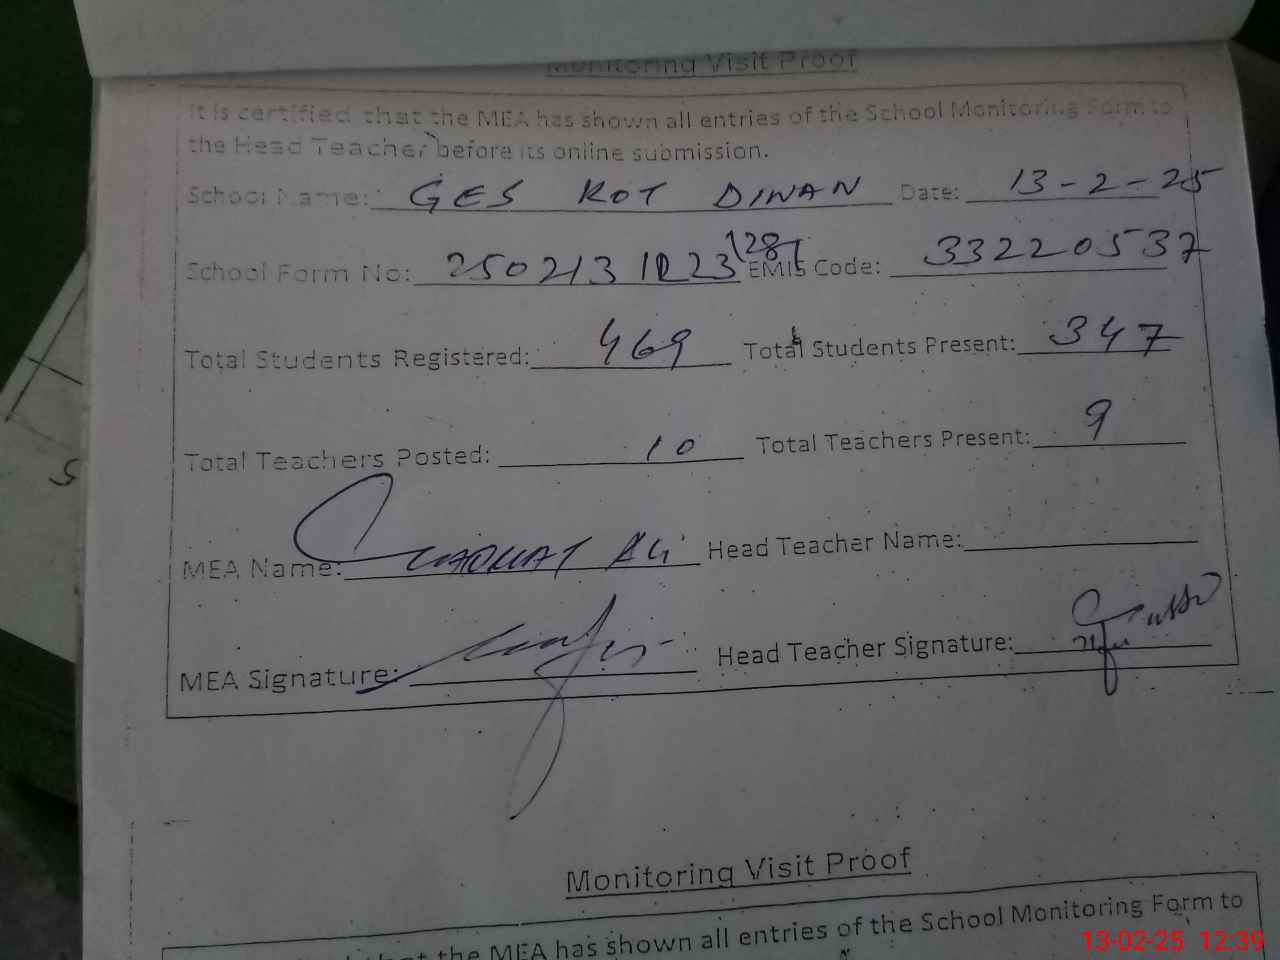 Monitoring Visit Proof
It is certified that the MEA has shown all entries of the School Monitoring Form to
the Head Teacher before its online submission.
School Name: GES KOT DINAN Date: 13-2-25
School Form No: EMIS Code: 33220537
Total Students Registered: 469 Total Students Present: 347
Total Teachers Posted: 10 Total Teachers Present: 9
MEA Name: ALI Head Teacher Name:
MEA Signature: Head Teacher Signature:
Monitoring Visit Proof
that the MEA has shown all entries of the School Monitoring Form to
13-02-25 12:39
S